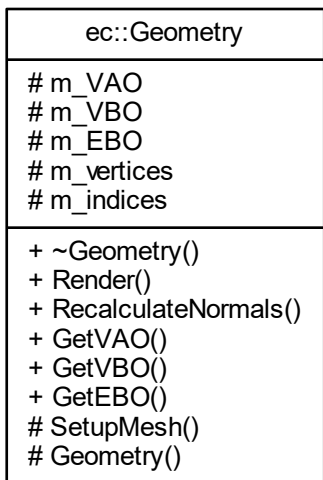 ec::Geometry
# m_VAO
# m_VBO
# m_EBO
# m_vertices
# m_indices
+ ~Geometry()
+ Render()
+ RecalculateNormals()
+ GetVAO()
+ GetVBO()
+ GetEBO()
# SetupMesh()
# Geometry()